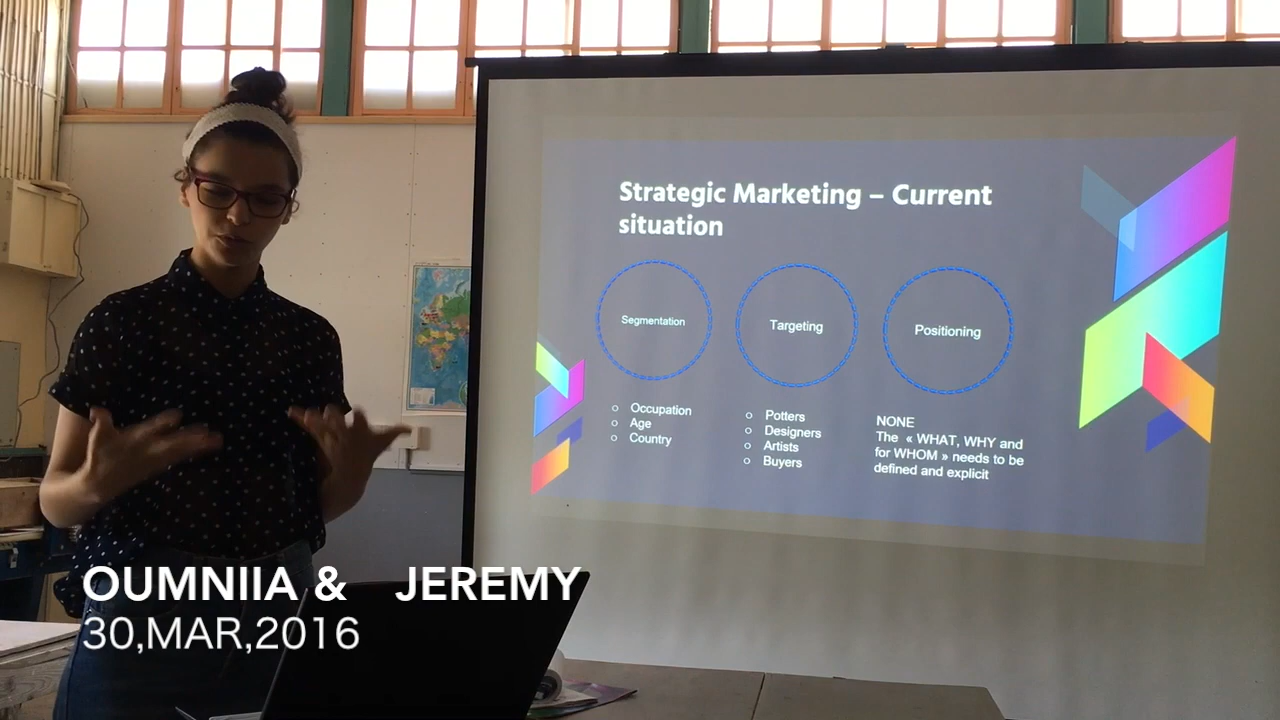 Strategic Marketing – Current
situation
Segmentation
Targeting
Positioning
○ Occupation
○ Age
○ Country
○ Potters
○ Designers
○ Artists
○ Buyers
NONE
The « WHAT, WHY and
for WHOM » needs to be
defined and explicit
OUMNIIA & JEREMY
30,MAR,2016